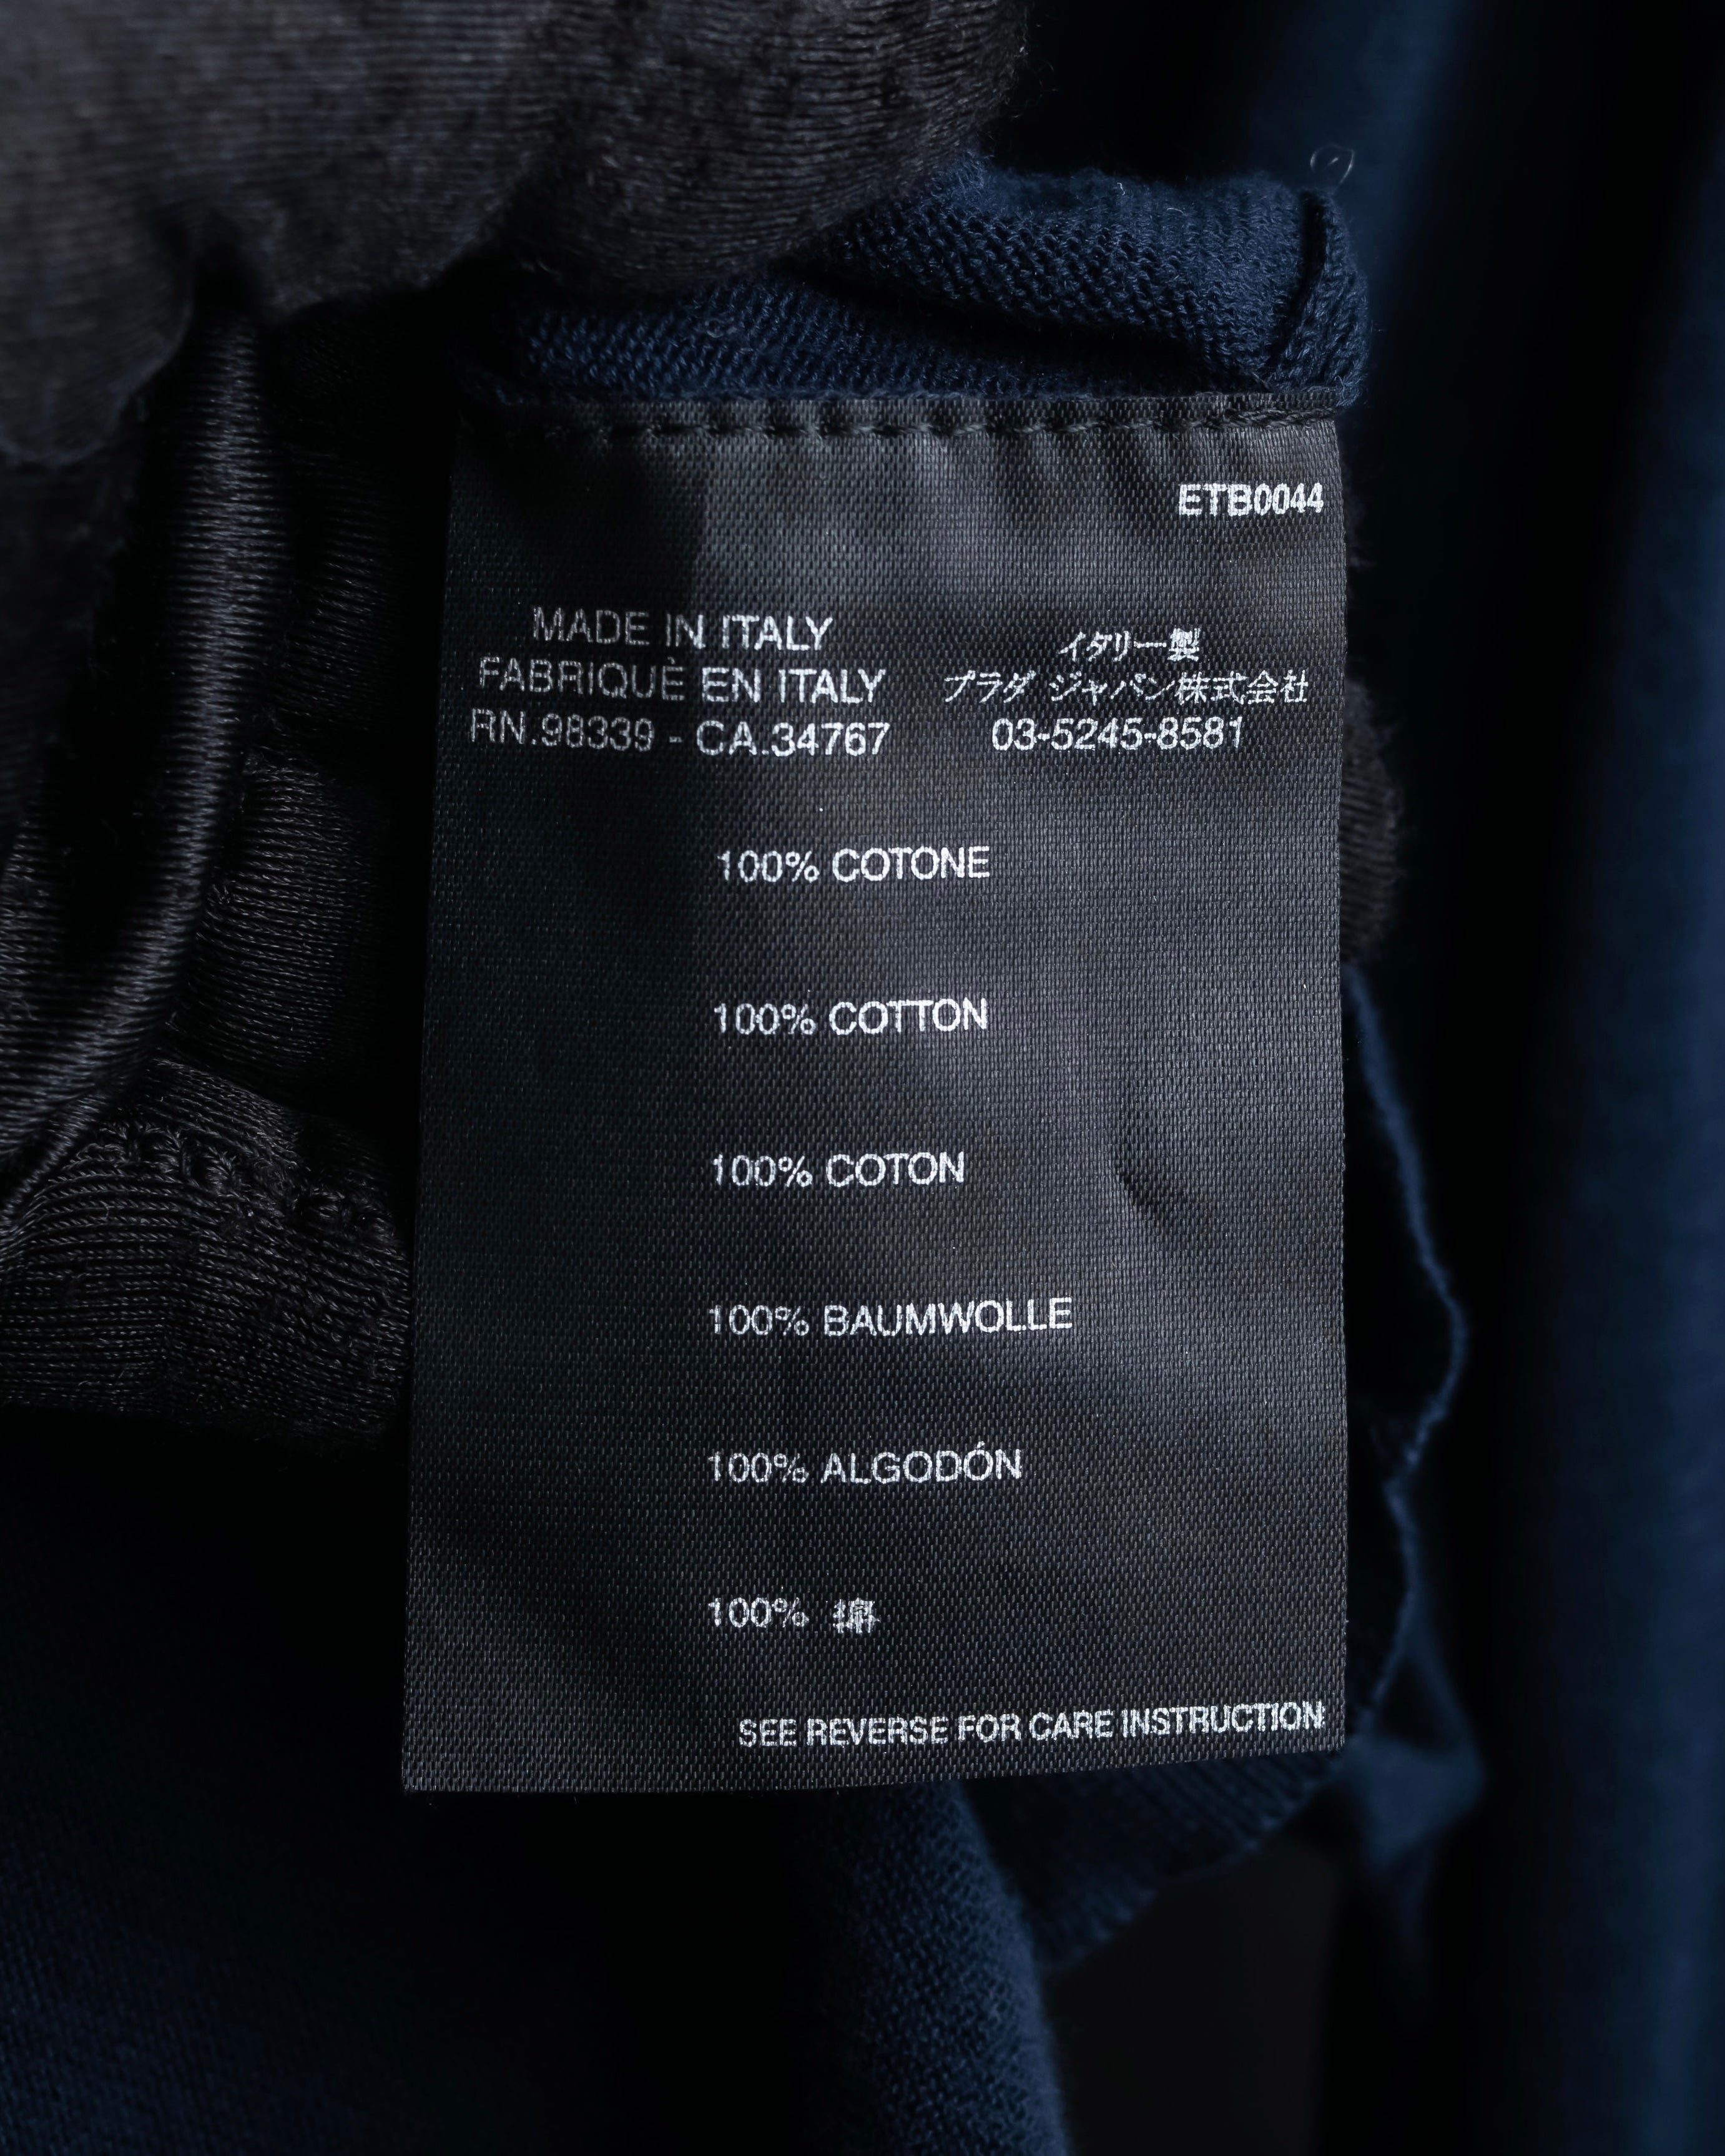 ETB0044
MADE IN ITALY
FABRIQUÈ EN ITALY
RN.98339 - CA.34767
イタリー製
プラダ ジャパン株式会社
03-5245-8581
100% COTONE
100% COTTON
100% COTON
100% BAUMWOLLE
100% ALGODÓN
100% 綿
SEE REVERSE FOR CARE INSTRUCTION